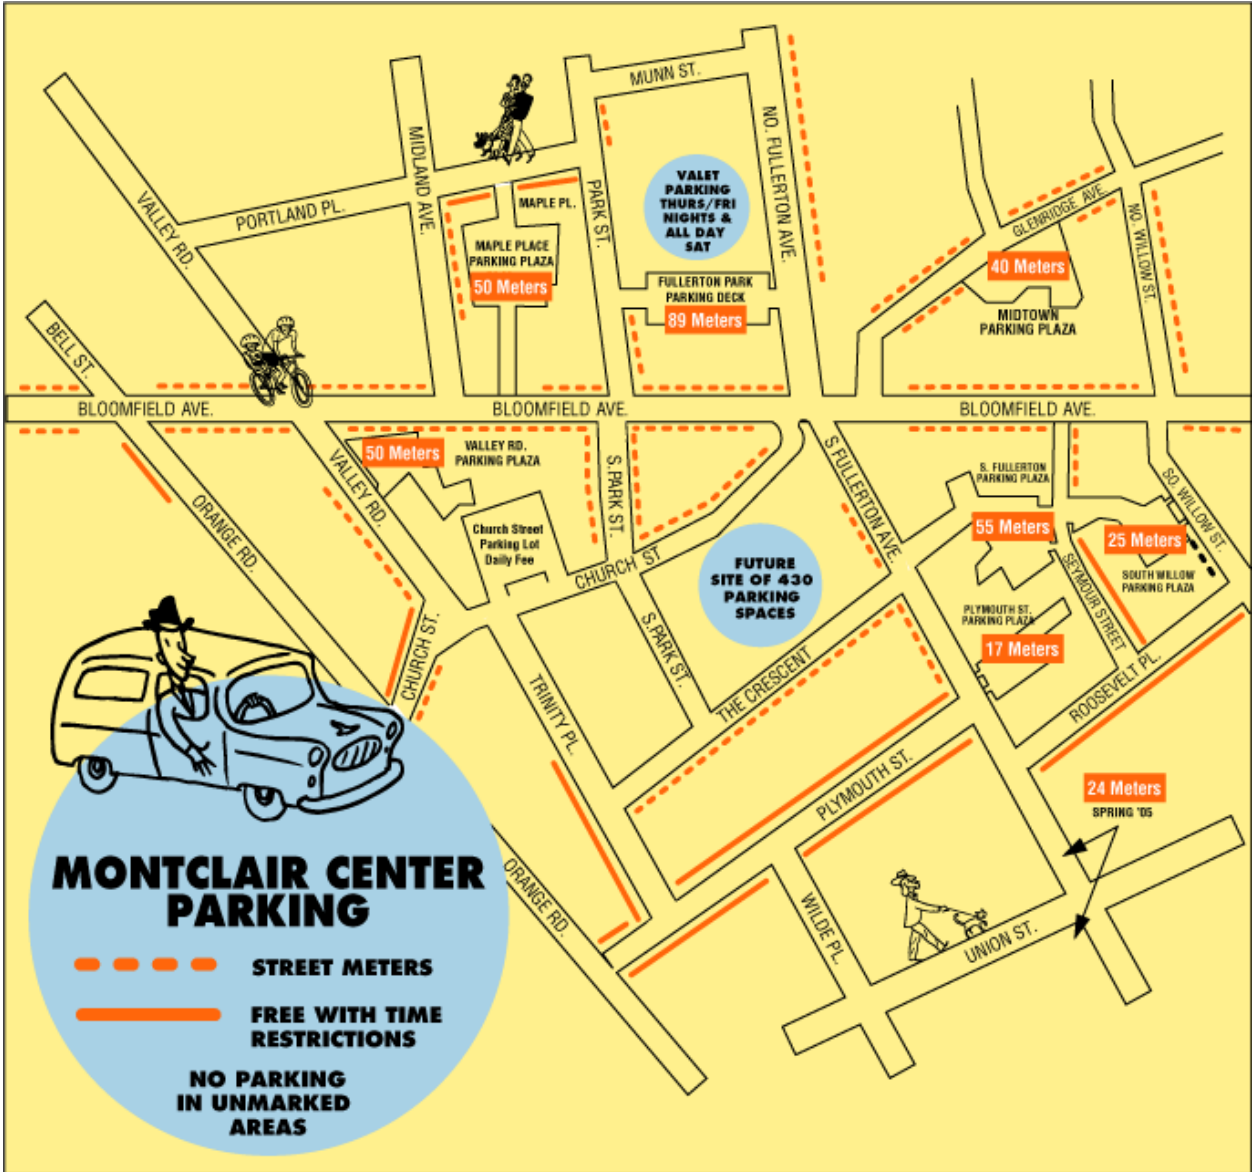 MUNN ST.
MIDLAND AVE.
NO. FULLERTON AVE.
VALLEY RD.
PORTLAND PL.
PARK ST.
MAPLE PL.
VALET
PARKING
THURS/FRI
NIGHTS &
ALL DAY
SAT
GLENRIDGE AVE.
NO. WILLOW ST.
MAPLE PLACE
PARKING PLAZA
50 Meters
FULLERTON PARK
PARKING DECK
89 Meters
40 Meters
MIDTOWN
PARKING PLAZA
BELL ST.
BLOOMFIELD AVE.
BLOOMFIELD AVE.
BLOOMFIELD AVE.
50 Meters
VALLEY RD.
PARKING PLAZA
VALLEY RD.
S.PARK ST.
S FULLERTON AVE.
S. FULLERTON
PARKING PLAZA
SO. WILLOW ST.
ORANGE RD.
Church Street
Parking Lot
Daily Fee
CHURCH ST
55 Meters
25 Meters
SOUTH WILLOW
PARKING PLAZA
SEYMOUR STREET
FUTURE
SITE OF 430
PARKING
SPACES
PLYMOUTH ST.
PARKING PLAZA
17 Meters
CHURCH ST.
S.PARK ST.
THE CRESCENT
ROOSEVELT PL.
TRINITY PL.
PLYMOUTH ST.
24 Meters
SPRING '05
ORANGE RD.
WILDE PL.
UNION ST.
MONTCLAIR CENTER
PARKING
STREET METERS
FREE WITH TIME
RESTRICTIONS
NO PARKING
IN UNMARKED
AREAS